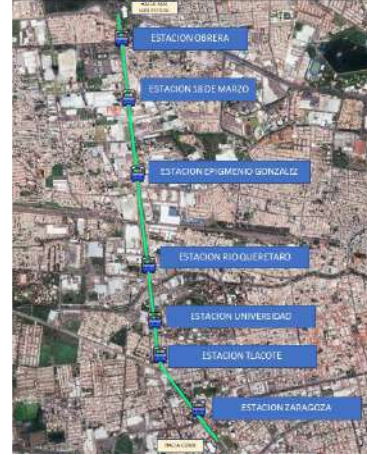 ESTACION OBRERA
ESTACION 18 DE MARZO
ESTACION EPIGMENIO GONZALEZ
ESTACION RIO QUERETARO
ESTACION UNIVERSIDAD
ESTACION TLACOTE
ESTACION ZARAGOZA